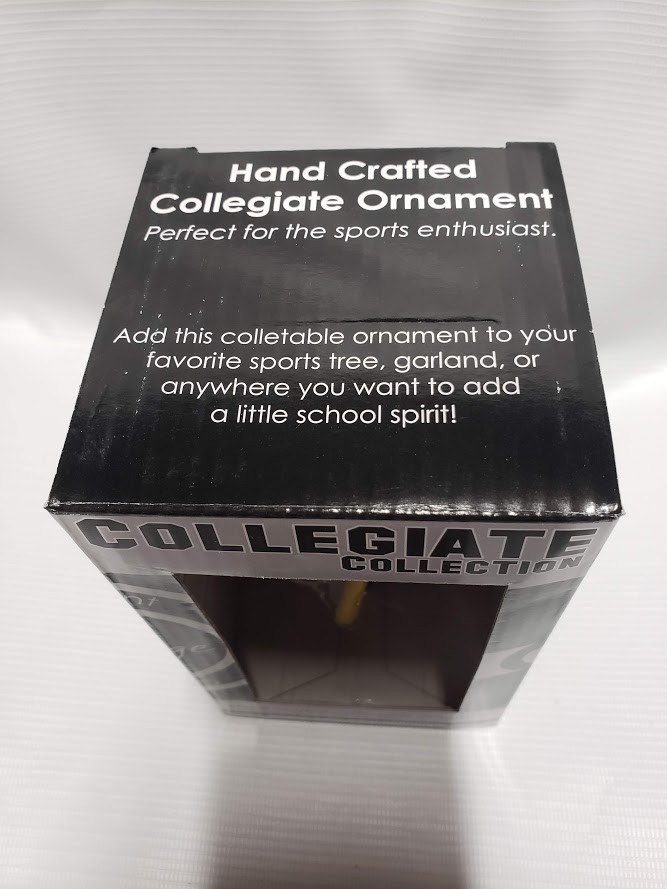 Hand Crafted
Collegiate Ornament
Perfect for the sports enthusiast.
Add this colletable ornament to your
favorite sports tree, garland, or
anywhere you want to add
a little school spirit!
COLLEGIATE
COLLECTION